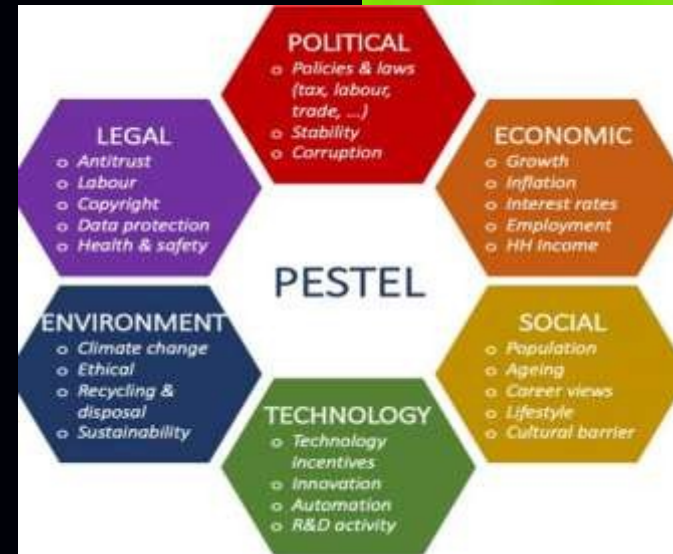 POLITICAL
o Policies & laws
(tax, labour,
trade, ...)
o Stability
o Corruption
LEGAL
o Antitrust
o Labour
o Copyright
o Data protection
o Health & safety
ECONOMIC
o Growth
o Inflation
o Interest rates
o Employment
o HH Income
PESTEL
ENVIRONMENT
o Climate change
o Ethical
o Recycling &
disposal
o Sustainability
SOCIAL
o Population
o Ageing
o Career views
o Lifestyle
o Cultural barrier
TECHNOLOGY
o Technology
incentives
o Innovation
o Automation
o R&D activity